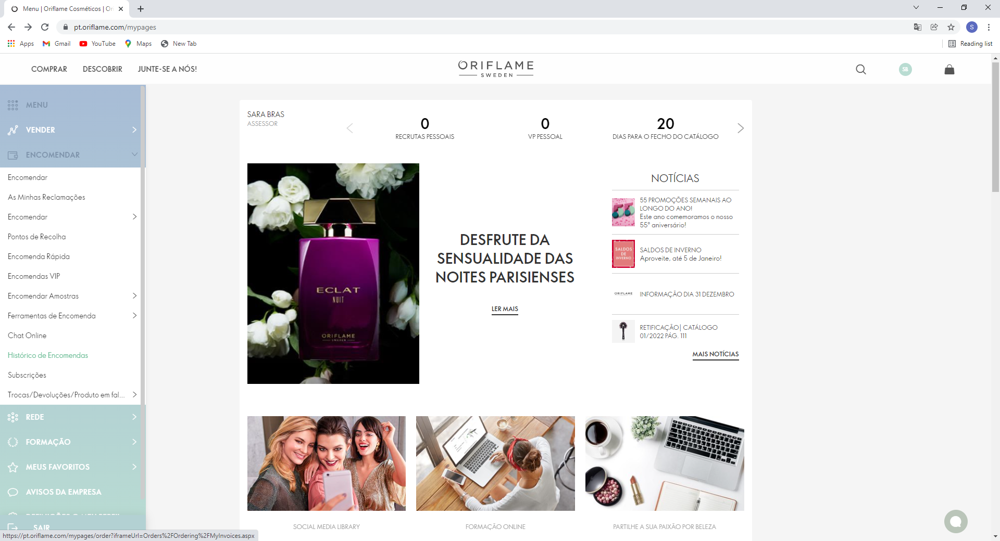 Menu | Oriflame Cosméticos | Or
pt.oriflame.com/mypages
S
Apps
Gmail
YouTube
Maps
New Tab
Reading list
COMPRAR
DESCOBRIR
JUNTE-SE A NÓS!
ORIFLAME
SWEDEN
SB
MENU
VENDER
ENCOMENDAR
Encomendar
As Minhas Reclamações
Encomendar
Pontos de Recolha
Encomenda Rápida
Encomendas VIP
Encomendar Amostras
Ferramentas de Encomenda
Chat Online
Histórico de Encomendas
Subscrições
Trocas/Devoluções/Produto em fal...
REDE
FORMAÇÃO
MEUS FAVORITOS
AVISOS DA EMPRESA
SAIR
https://pt.oriflame.com/mypages/order?iframeUrl=Orders%2FOrdering%2FMyInvoices.aspx
SARA BRAS
ASSESSOR
0
RECRUTAS PESSOAIS
0
VP PESSOAL
20
DIAS PARA O FECHO DO CATÁLOGO
ECLAT
NUIT
ORIFLAME
SWEDEN
DESFRUTE DA
SENSUALIDADE DAS
NOITES PARISIENSES
LER MAIS
NOTÍCIAS
55 PROMOÇÕES SEMANAIS AO
LONGO DO ANO!
Este ano comemoramos o nosso
55º aniversário!
SALDOS
DE
INVERNO
SALDOS DE INVERNO
Aproveite, até 5 de Janeiro!
ORIFLAME
INFORMAÇÃO DIA 31 DEZEMBRO
RETIFICAÇÃO| CATÁLOGO
01/2022 PÁG. 111
MAIS NOTÍCIAS
SOCIAL MEDIA LIBRARY
FORMAÇÃO ONLINE
PARTILHE A SUA PAIXÃO POR BELEZA